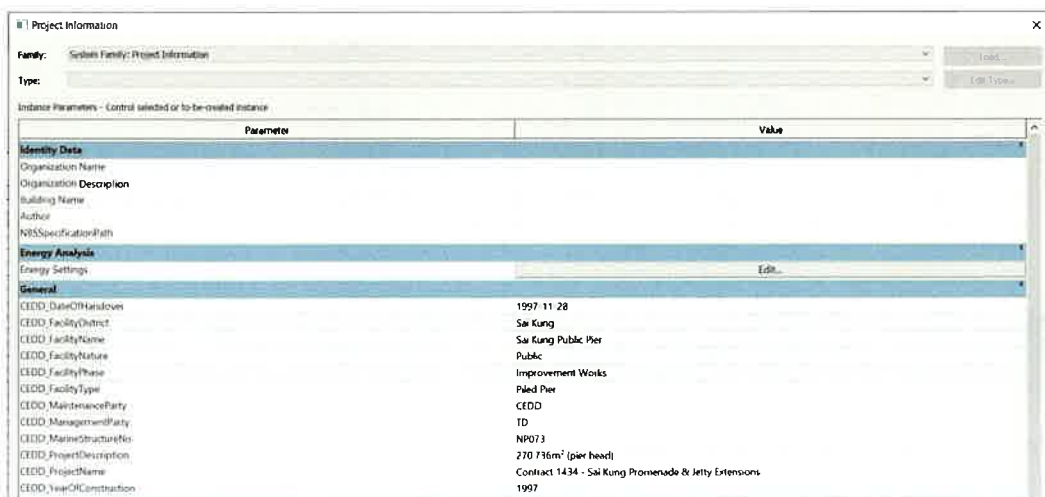 Project Information
Family: System Family: Project Information Load...
Type: Edit Type...
Instance Parameters - Control selected or to-be-created instance
Parameter Value
Identity Data
Organization Name
Organization Description
Building Name
Author
NBSSpecificationPath
Energy Analysis
Energy Settings Edit...
General
CEDD_DateOfHandover 1997-11-28
CEDD_FacilityDistrict Sai Kung
CEDD_FacilityName Sai Kung Public Pier
CEDD_FacilityNature Public
CEDD_FacilityPhase Improvement Works
CEDD_FacilityType Piled Pier
CEDD_MaintenanceParty CEDD
CEDD_ManagementParty TD
CEDD_MarineStructureNo NP073
CEDD_ProjectDescription 270.736m² (pier head)
CEDD_ProjectName Contract 1434 - Sai Kung Promenade & Jetty Extensions
CEDD_YearOfConstruction 1997